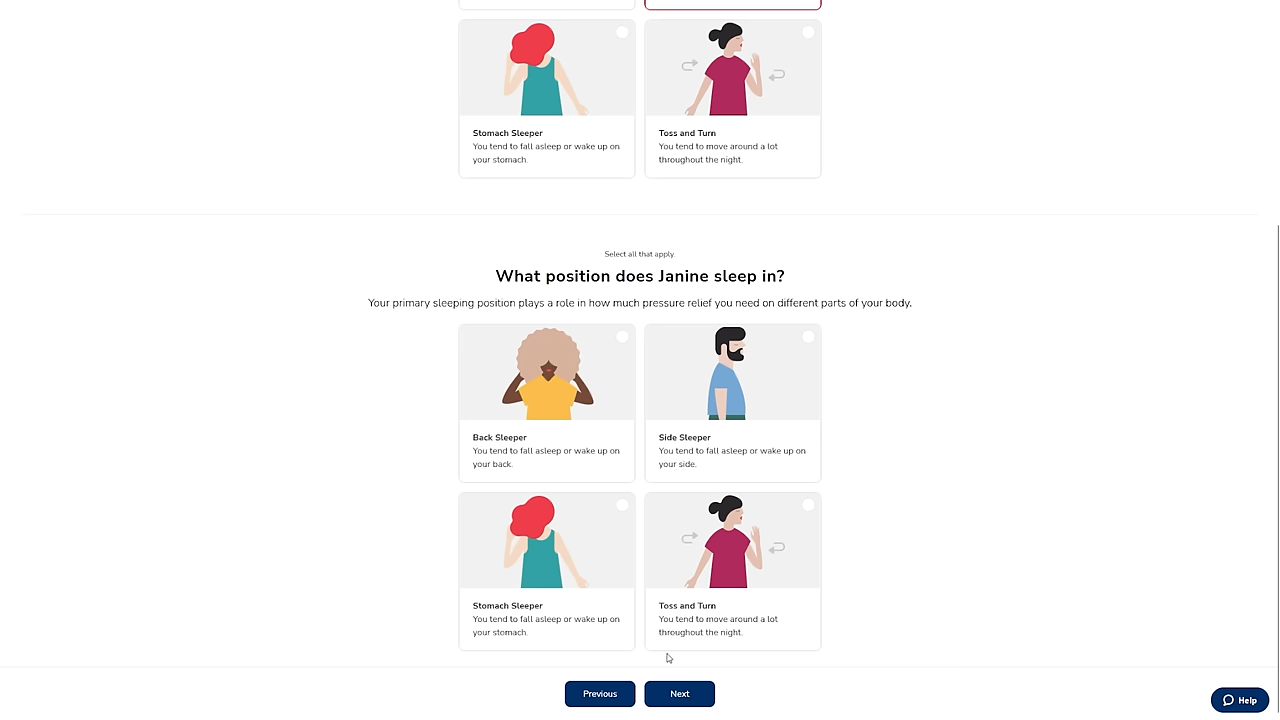 Stomach Sleeper
You tend to fall asleep or wake up on
your stomach.
Toss and Turn
You tend to move around a lot
throughout the night.
Select all that apply.
What position does Janine sleep in?
Your primary sleeping position plays a role in how much pressure relief you need on different parts of your body.
Back Sleeper
You tend to fall asleep or wake up on
your back.
Side Sleeper
You tend to fall asleep or wake up on
your side.
Stomach Sleeper
You tend to fall asleep or wake up on
your stomach.
Toss and Turn
You tend to move around a lot
throughout the night.
Previous
Next
Help